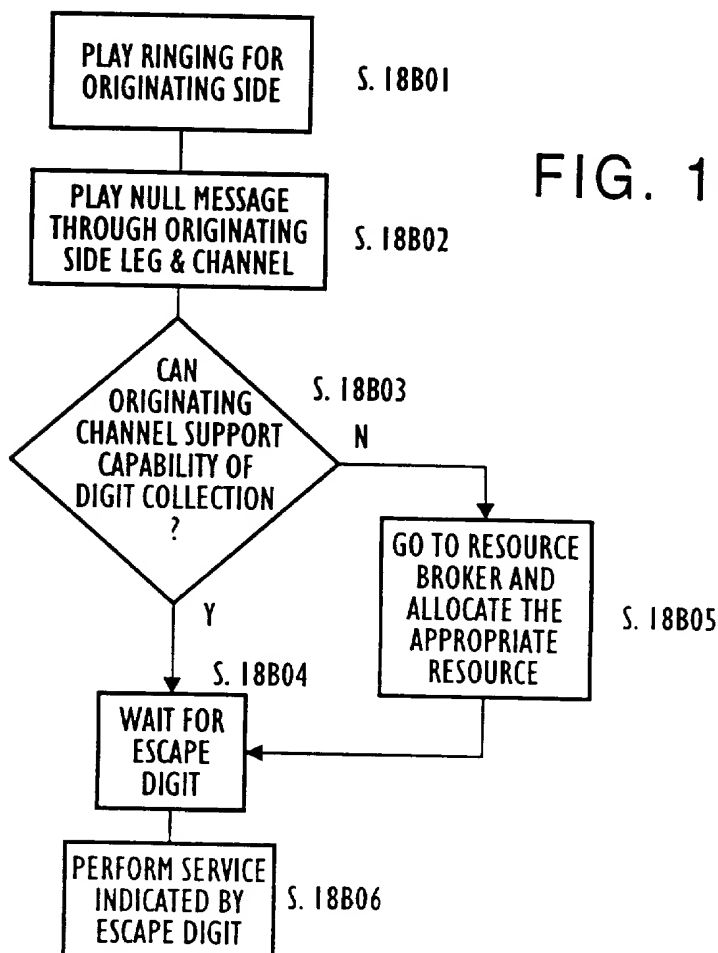 PLAY RINGING FOR
ORIGINATING SIDE
S. 18B01
FIG. 1
PLAY NULL MESSAGE
THROUGH ORIGINATING
SIDE LEG & CHANNEL
S. 18B02
CAN
ORIGINATING
CHANNEL SUPPORT
CAPABILITY OF
DIGIT COLLECTION
?
S. 18B03
N
Y
GO TO RESOURCE
BROKER AND
ALLOCATE THE
APPROPRIATE
RESOURCE
S. 18B05
S. 18B04
WAIT FOR
ESCAPE
DIGIT
PERFORM SERVICE
INDICATED BY
ESCAPE DIGIT
S. 18B06